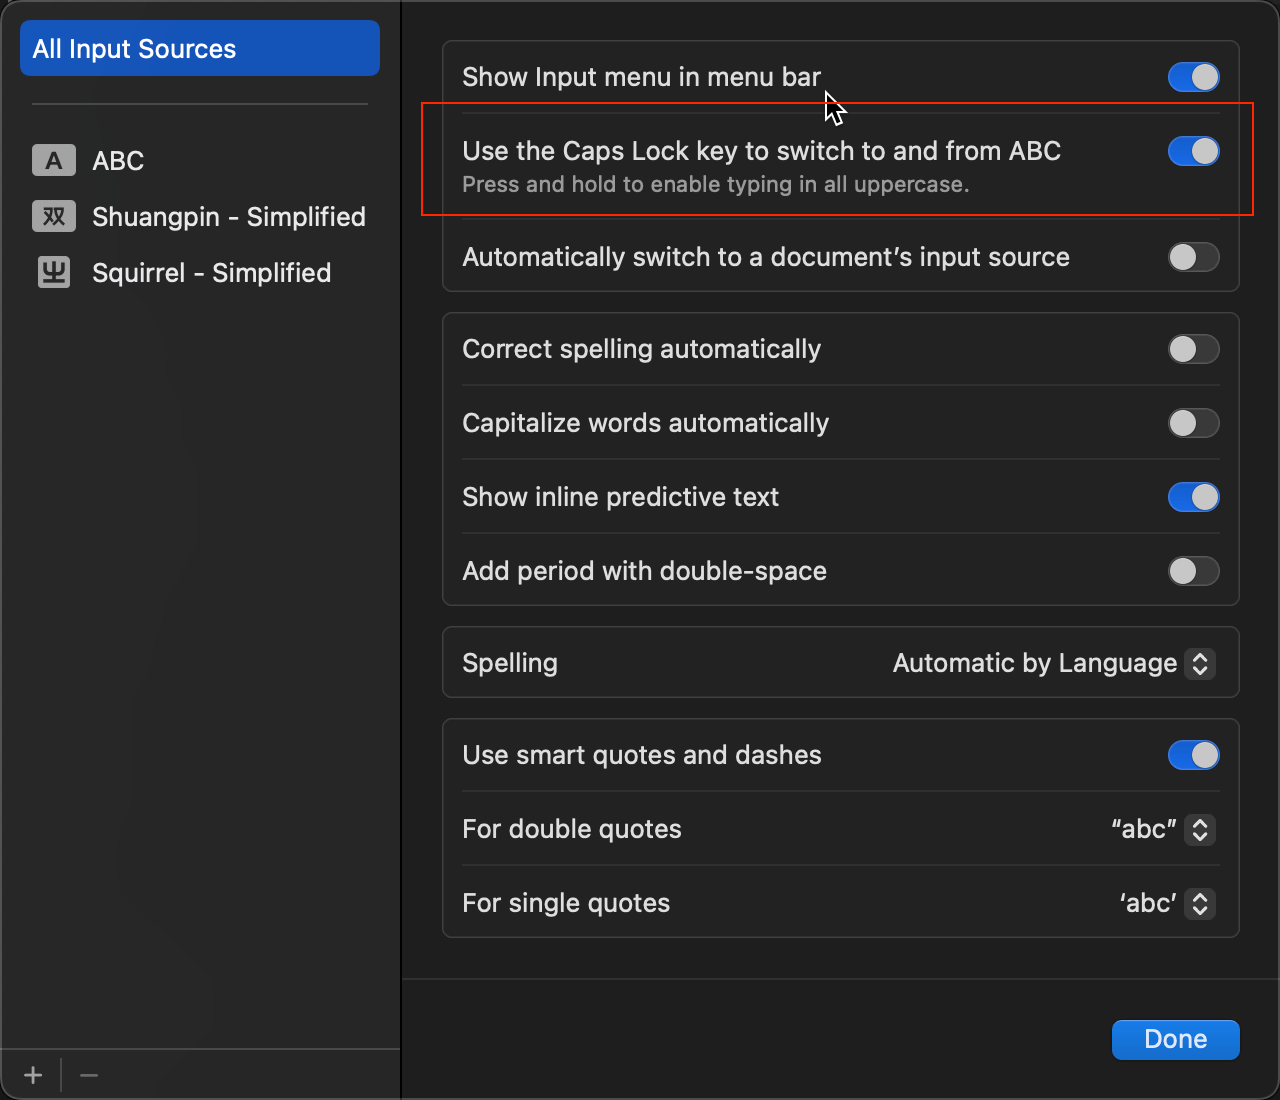 All Input Sources
A ABC
双 Shuangpin - Simplified
Squirrel - Simplified
Show Input menu in menu bar
Use the Caps Lock key to switch to and from ABC
Press and hold to enable typing in all uppercase.
Automatically switch to a document’s input source
Correct spelling automatically
Capitalize words automatically
Show inline predictive text
Add period with double-space
Spelling Automatic by Language
Use smart quotes and dashes
For double quotes “abc”
For single quotes ‘abc’
Done